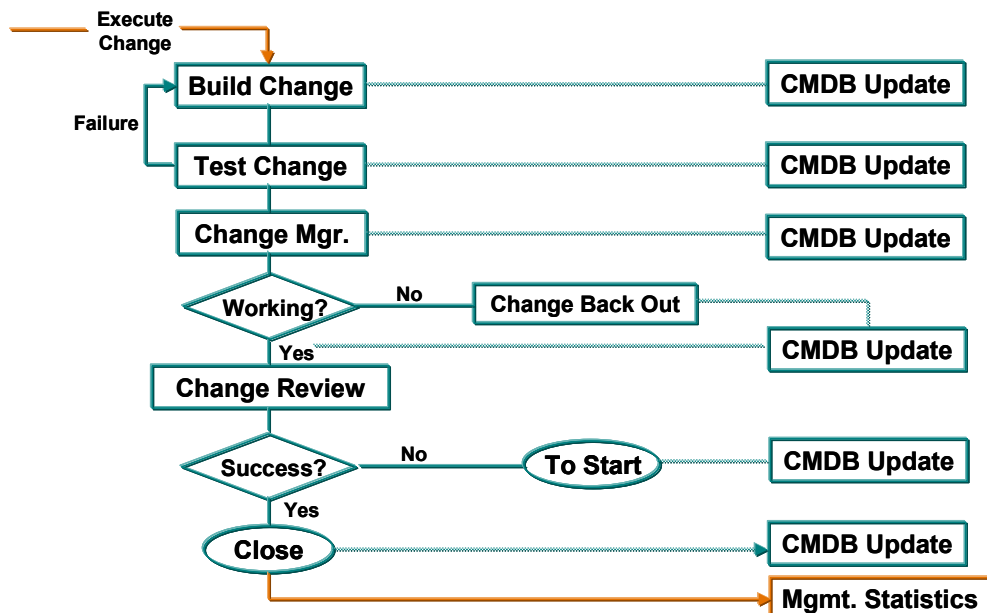 Execute
Change
Build Change
CMDB Update
Failure
Test Change
CMDB Update
Change Mgr.
CMDB Update
Working?
No
Change Back Out
Yes
CMDB Update
Change Review
Success?
No
To Start
CMDB Update
Yes
Close
CMDB Update
Mgmt. Statistics